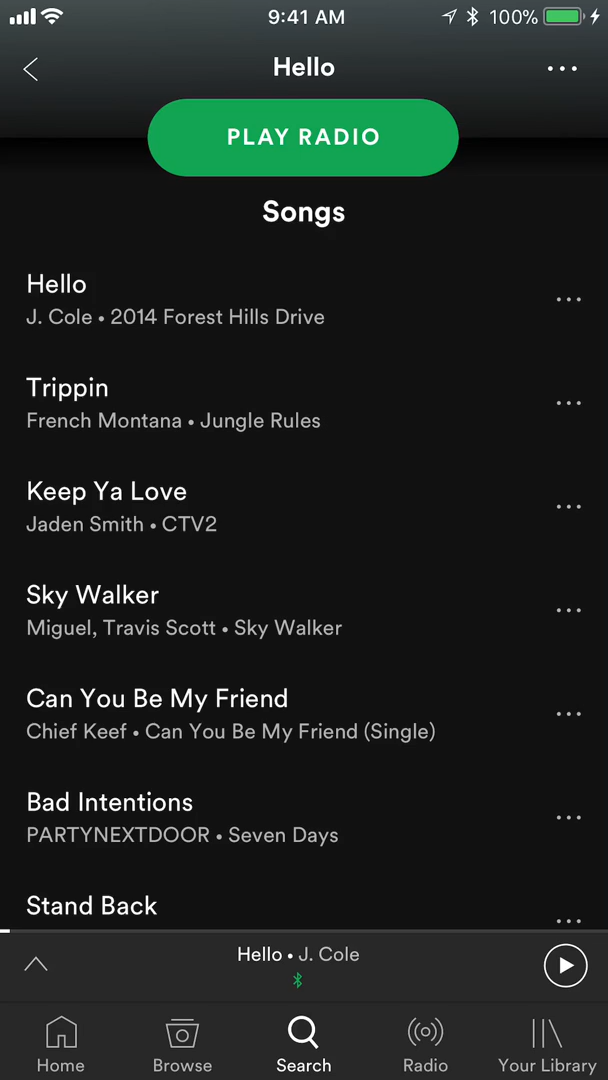 9:41 AM
100%
Hello
PLAY RADIO
Songs
Hello
J. Cole • 2014 Forest Hills Drive
Trippin
French Montana • Jungle Rules
Keep Ya Love
Jaden Smith • CTV2
Sky Walker
Miguel, Travis Scott • Sky Walker
Can You Be My Friend
Chief Keef • Can You Be My Friend (Single)
Bad Intentions
PARTYNEXTDOOR • Seven Days
Stand Back
Hello • J. Cole
Home Browse Search Radio Your Library